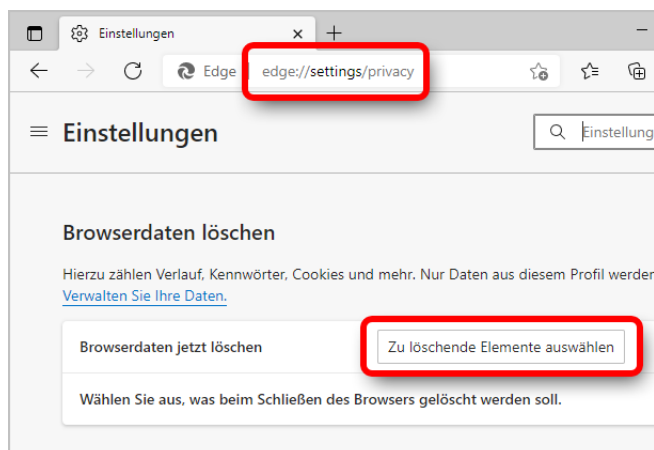 Einstellungen
Edge edge://settings/privacy
Einstellungen
Einstellung
Browserdaten löschen
Hierzu zählen Verlauf, Kennwörter, Cookies und mehr. Nur Daten aus diesem Profil werden
Verwalten Sie Ihre Daten.
Browserdaten jetzt löschen
Zu löschende Elemente auswählen
Wählen Sie aus, was beim Schließen des Browsers gelöscht werden soll.